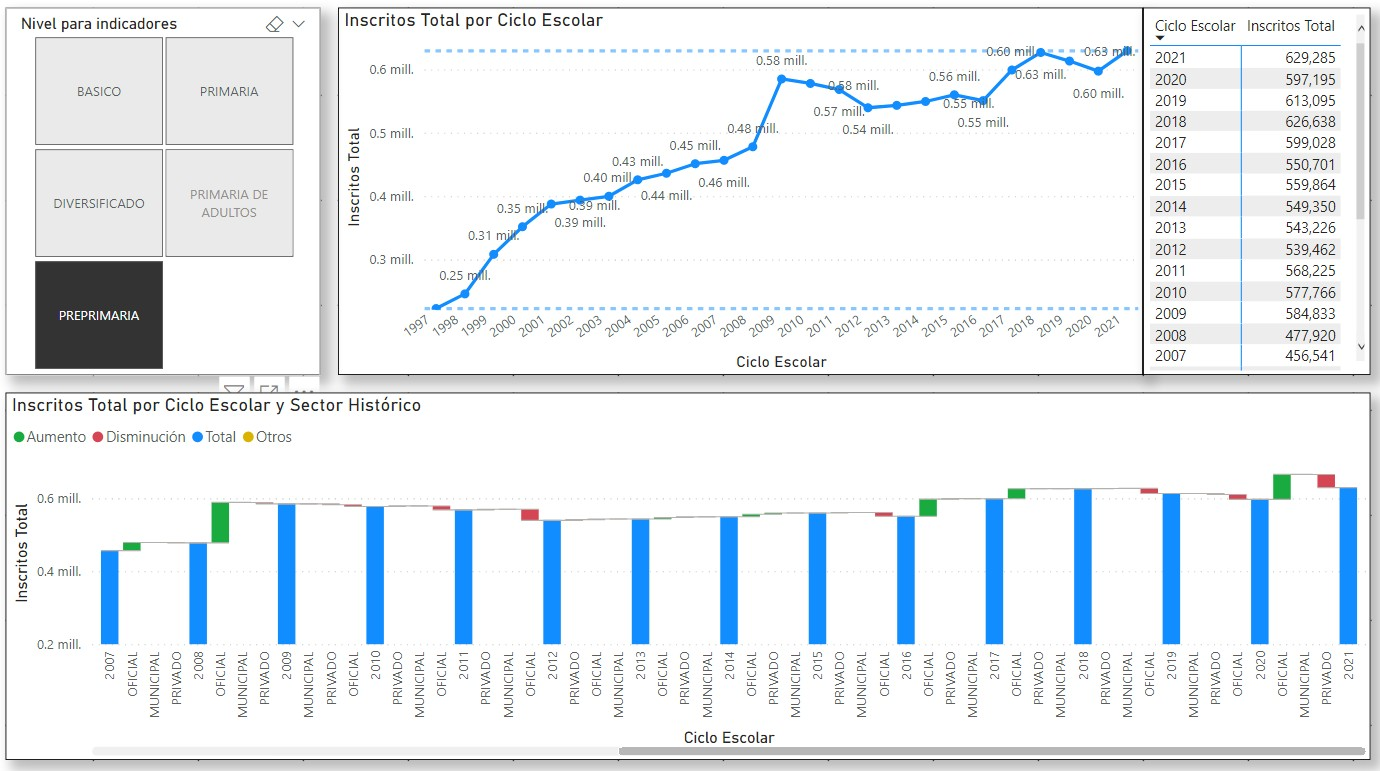 Nivel para indicadores
BASICO
PRIMARIA
DIVERSIFICADO
PRIMARIA DE
ADULTOS
PREPRIMARIA
Inscritos Total por Ciclo Escolar
Inscritos Total
0.6 mill.
0.5 mill.
0.4 mill.
0.3 mill.
0.25 mill.
0.31 mill.
0.35 mill.
0.39 mill.
0.39 mill.
0.40 mill.
0.43 mill.
0.44 mill.
0.45 mill.
0.46 mill.
0.48 mill.
0.58 mill.
0.58 mill.
0.57 mill.
0.54 mill.
0.56 mill.
0.55 mill.
0.55 mill.
0.60 mill.
0.63 mill.
0.60 mill.
0.63 mill.
1997 1998 1999 2000 2001 2002 2003 2004 2005 2006 2007 2008 2009 2010 2011 2012 2013 2014 2015 2016 2017 2018 2019 2020 2021
Ciclo Escolar
Ciclo Escolar Inscritos Total
2021 629,285
2020 597,195
2019 613,095
2018 626,638
2017 599,028
2016 550,701
2015 559,864
2014 549,350
2013 543,226
2012 539,462
2011 568,225
2010 577,766
2009 584,833
2008 477,920
2007 456,541
Inscritos Total por Ciclo Escolar y Sector Histórico
Aumento Disminución Total Otros
Inscritos Total
0.6 mill.
0.4 mill.
0.2 mill.
2007 OFICIAL MUNICIPAL PRIVADO 2008 OFICIAL MUNICIPAL PRIVADO 2009 MUNICIPAL PRIVADO OFICIAL 2010 PRIVADO MUNICIPAL OFICIAL 2011 PRIVADO MUNICIPAL OFICIAL 2012 PRIVADO OFICIAL MUNICIPAL 2013 OFICIAL PRIVADO MUNICIPAL 2014 OFICIAL PRIVADO MUNICIPAL 2015 PRIVADO MUNICIPAL OFICIAL 2016 OFICIAL PRIVADO MUNICIPAL 2017 OFICIAL PRIVADO MUNICIPAL 2018 PRIVADO MUNICIPAL OFICIAL 2019 MUNICIPAL PRIVADO OFICIAL 2020 OFICIAL MUNICIPAL PRIVADO 2021
Ciclo Escolar